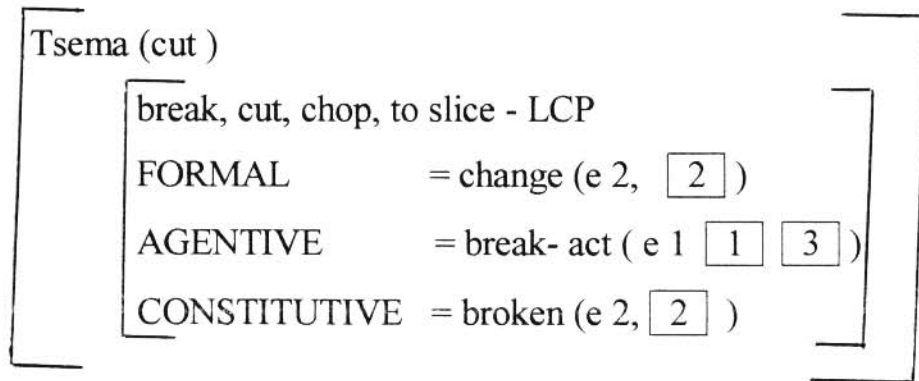 Tsema (cut )
break, cut, chop, to slice - LCP
FORMAL = change (e 2, 2 )
AGENTIVE = break- act ( e 1 1 3 )
CONSTITUTIVE = broken (e 2, 2 )